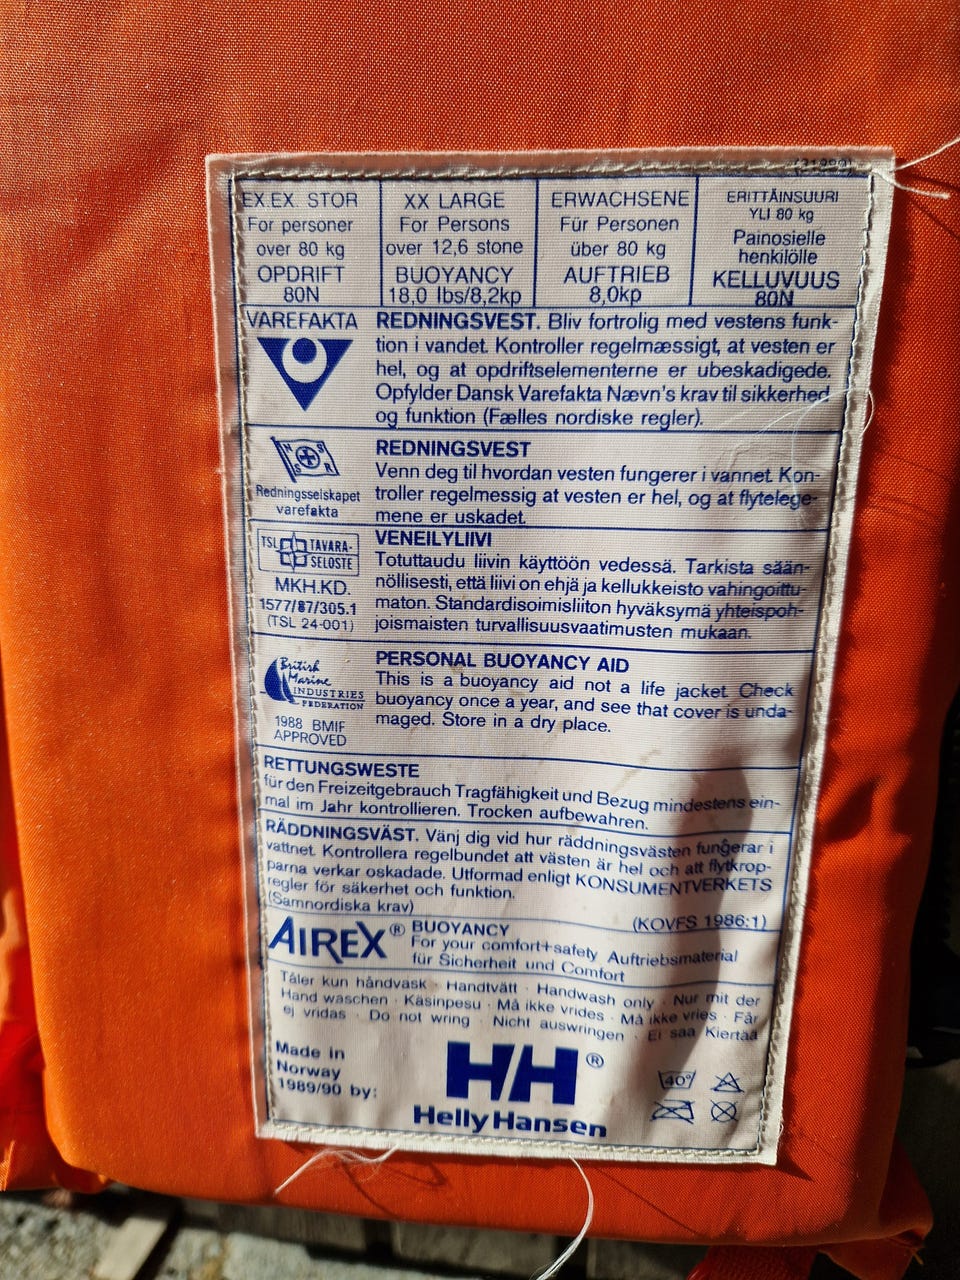 EX.EX. STOR
For personer
over 80 kg
OPDRIFT
80N
XX LARGE
For Persons
over 12,6 stone
BUOYANCY
18,0 lbs/8,2kp
ERWACHSENE
Für Personen
über 80 kg
AUFTRIEB
8,0kp
ERITTÄINSUURI
YLI 80 kg
Painosielle
henkilölle
KELLUVUUS
80N
VAREFAKTA
REDNINGSVEST. Bliv fortrolig med vestens funk-
tion i vandet. Kontroller regelmæssigt, at vesten er
hel, og at opdriftselementerne er ubeskadigede.
Opfylder Dansk Varefakta Nævn's krav til sikkerhed
og funktion (Fælles nordiske regler).
N S S R
Redningsselskapet
varefakta
REDNINGSVEST
Venn deg til hvordan vesten fungerer i vannet. Kon-
troller regelmessig at vesten er hel, og at flytelege-
mene er uskadet.
TSL TAVARA-
SELOSTE
MKH.KD.
1577/87/305.1
(TSL 24-001)
VENEILYLIIVI
Totuttaudu liivin käyttöön vedessä. Tarkista sään-
nöllisesti, että liivi on ehjä ja kellukkeisto vahingoittu-
maton. Standardisoimisliiton hyväksymä yhteispoh-
joismaisten turvallisuusvaatimusten mukaan.
British
Marine
INDUSTRIES
FEDERATION
1988 BMIF
APPROVED
PERSONAL BUOYANCY AID
This is a buoyancy aid not a life jacket. Check
buoyancy once a year, and see that cover is unda-
maged. Store in a dry place.
RETTUNGSWESTE
für den Freizeitgebrauch Tragfähigkeit und Bezug mindestens ein-
mal im Jahr kontrollieren. Trocken aufbewahren.
RÄDDNINGSVÄST. Vänj dig vid hur räddningsvästen fungerar i
vattnet. Kontrollera regelbundet att västen är hel och att flytkrop-
parna verkar oskadade. Utformad enligt KONSUMENTVERKETS
regler för säkerhet och funktion.
(Samnordiska krav) (KOVFS 1986:1)
AIREX® BUOYANCY
For your comfort+safety Auftriebsmaterial
für Sicherheit und Comfort
Tåler kun håndvask · Handtvätt · Handwash only · Nur mit der
Hand waschen · Käsinpesu · Må ikke vrides · Må ikke vries · Får
ej vridas · Do not wring · Nicht auswringen · Ei saa Kiertää
Made in
Norway
1989/90 by:
H/H®
Helly Hansen
40°